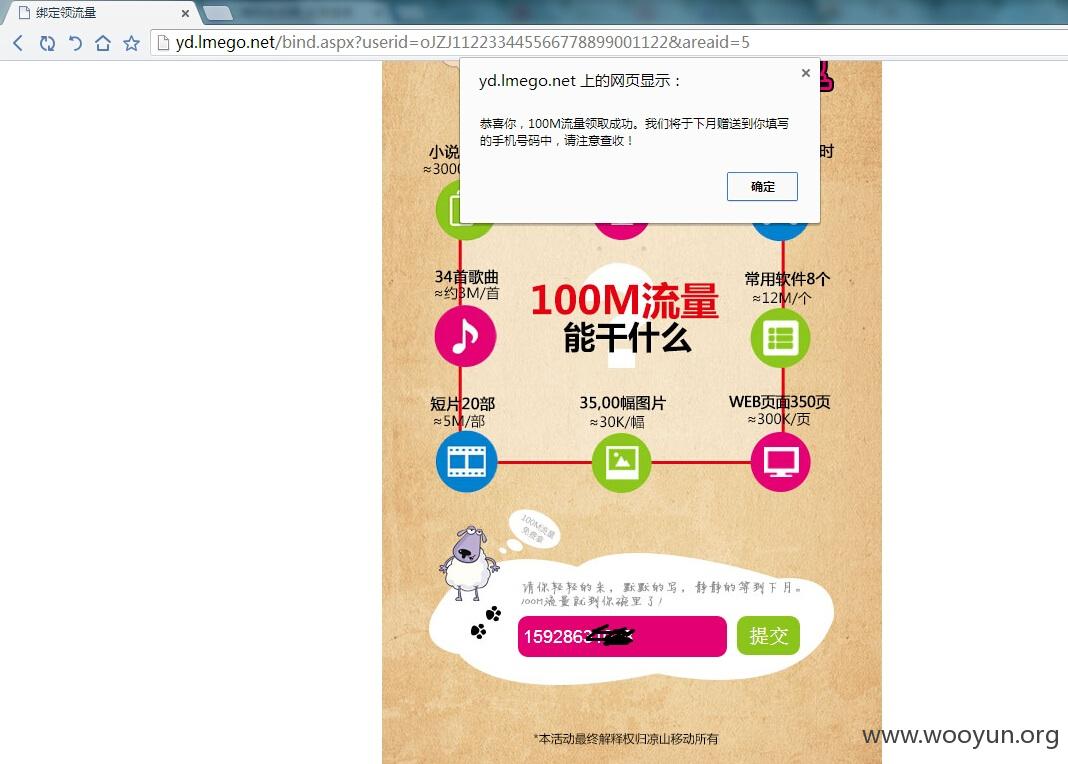 绑定领流量
yd.lmego.net/bind.aspx?userid=oJZJ112233445566778899001122&areaid=5
yd.lmego.net 上的网页显示：
恭喜你，100M流量领取成功。我们将于下月赠送到你填写
的手机号码中，请注意查收！
确定
小说
时
≈3000
34首歌曲
≈约3M/首
100M流量
能干什么
常用软件8个
≈12M/个
短片20部
≈5M/部
35,00幅图片
≈30K/幅
WEB页面350页
≈300K/页
100M流量
免费拿
请你轻轻的来，默默的写，静静的等到下月。
100M流量就到你碗里了！
1592863
提交
*本活动最终解释权归凉山移动所有
www.wooyun.org